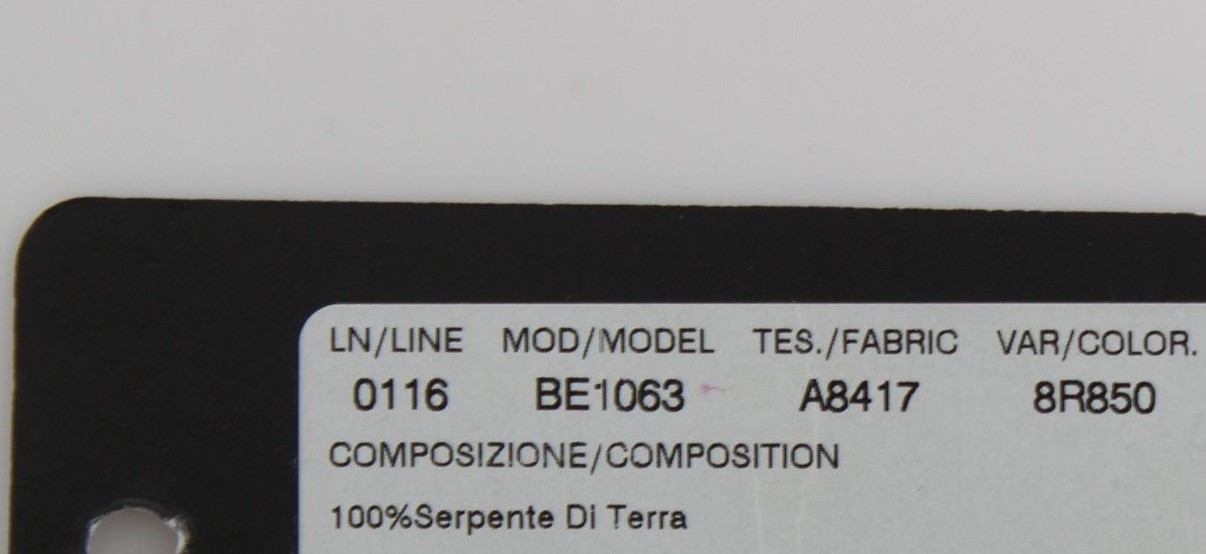 LN/LINE MOD/MODEL TES./FABRIC VAR/COLOR.
0116 BE1063 A8417 8R850
COMPOSIZIONE/COMPOSITION
100%Serpente Di Terra